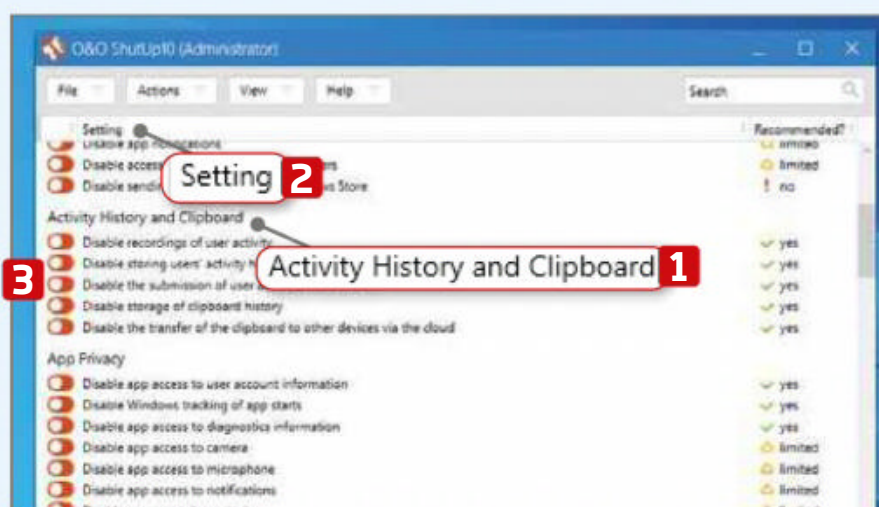 O&O ShutUp10 (Administrator)
File Actions View Help Search
Setting Recommended?
Disable app notifications limited
Disable access limited
Disable sending Store ! no
Setting 2
Activity History and Clipboard
Disable recordings of user activity yes
Disable storing users' activity yes
Activity History and Clipboard 1
3
Disable the submission of user yes
Disable storage of clipboard history yes
Disable the transfer of the clipboard to other devices via the cloud yes
App Privacy
Disable app access to user account information yes
Disable Windows tracking of app starts yes
Disable app access to diagnostics information yes
Disable app access to camera limited
Disable app access to microphone limited
Disable app access to notifications limited